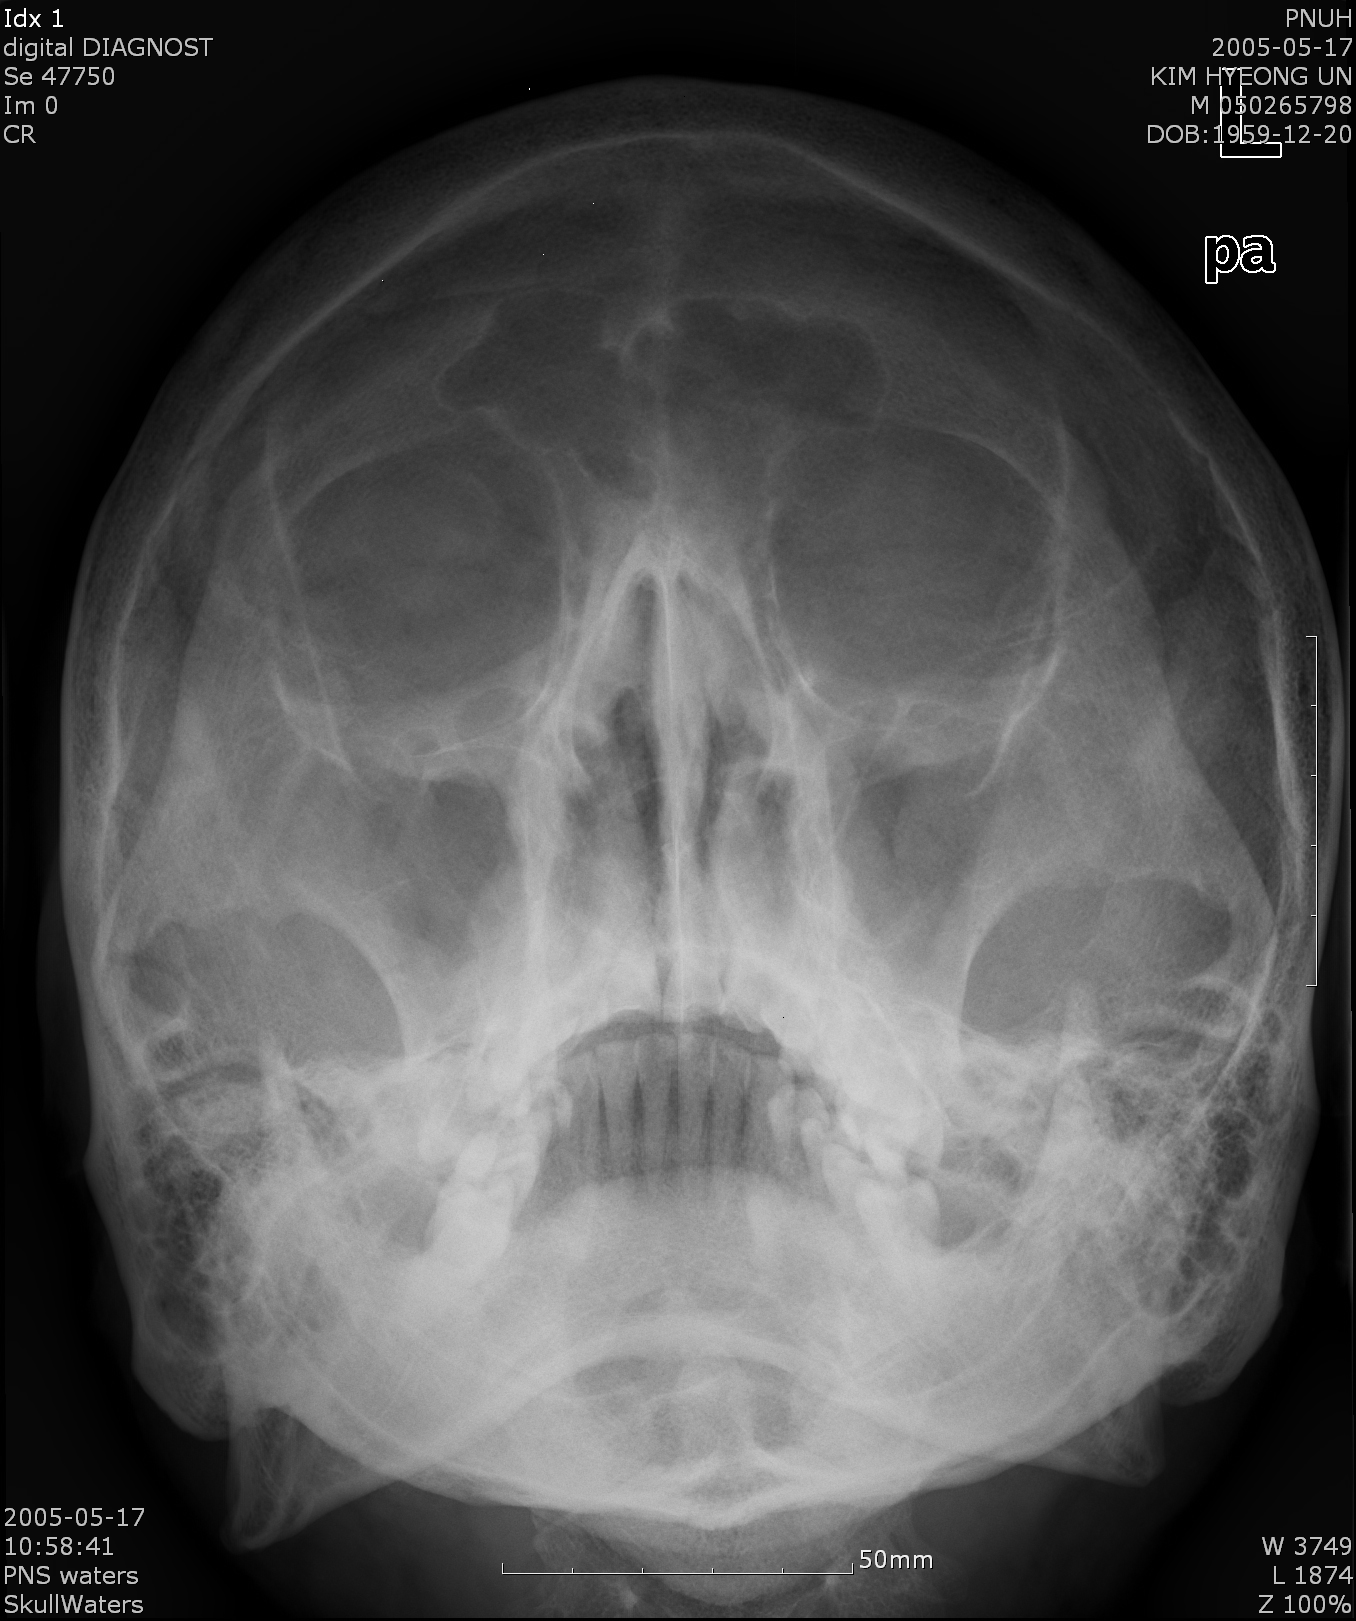 Idx 1
digital DIAGNOST
Se 47750
Im 0
CR
PNUH
2005-05-17
KIM HYEONG UN
M 050265798
DOB:1959-12-20
L
pa
2005-05-17
10:58:41
PNS waters
SkullWaters
50mm
W 3749
L 1874
Z 100%